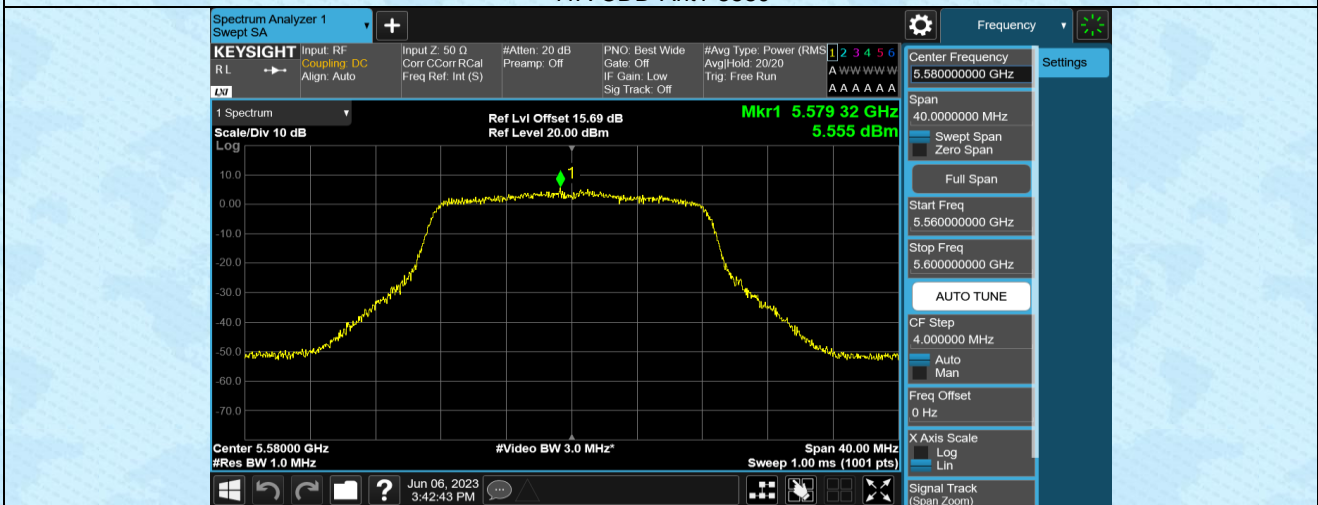 Spectrum Analyzer 1
Swept SA
+
Frequency
KEYSIGHT
R L
LXI
Input: RF
Coupling: DC
Align: Auto
Input Z: 50 Ω
Corr CCorr RCal
Freq Ref: Int (S)
#Atten: 20 dB
Preamp: Off
PNO: Best Wide
Gate: Off
IF Gain: Low
Sig Track: Off
#Avg Type: Power (RMS
Avg|Hold: 20/20
Trig: Free Run
1 2 3 4 5 6
A W W W W W
A A A A A A
1 Spectrum
Scale/Div 10 dB
Log
Ref Lvl Offset 15.69 dB
Ref Level 20.00 dBm
Mkr1 5.579 32 GHz
5.555 dBm
1
10.0
0.00
-10.0
-20.0
-30.0
-40.0
-50.0
-60.0
-70.0
Center 5.58000 GHz
#Res BW 1.0 MHz
#Video BW 3.0 MHz*
Span 40.00 MHz
Sweep 1.00 ms (1001 pts)
?
Jun 06, 2023
3:42:43 PM
Center Frequency
5.580000000 GHz
Settings
Span
40.0000000 MHz
Swept Span
Zero Span
Full Span
Start Freq
5.560000000 GHz
Stop Freq
5.600000000 GHz
AUTO TUNE
CF Step
4.000000 MHz
Auto
Man
Freq Offset
0 Hz
X Axis Scale
Log
Lin
Signal Track
(Span Zoom)